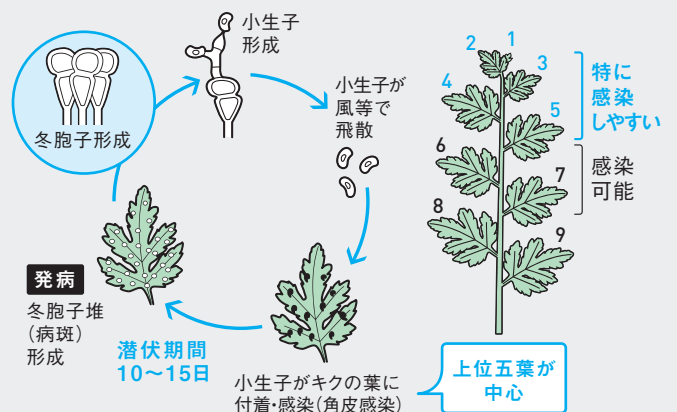 冬胞子形成
小生子
形成
小生子が
風等で
飛散
小生子がキクの葉に
付着・感染(角皮感染)
潜伏期間
10〜15日
発病
冬胞子堆
(病斑)
形成
1
2
3
4
5
6
7
8
9
特に
感染
しやすい
感染
可能
上位五葉が
中心